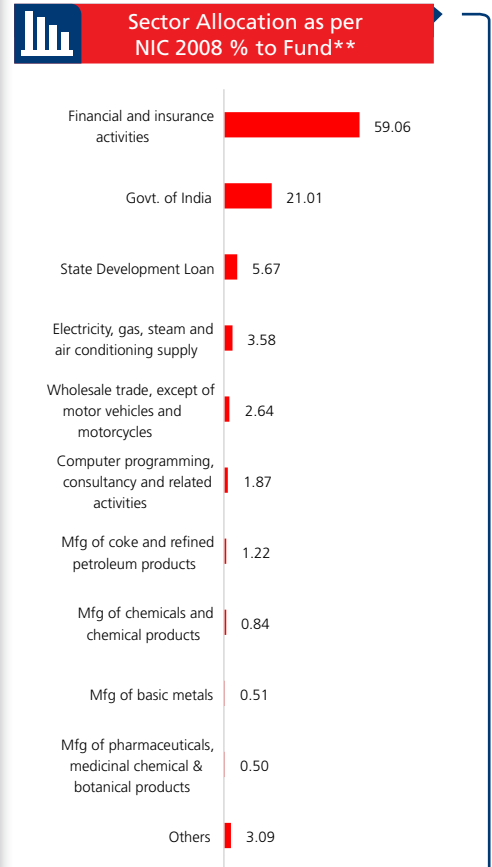 Sector Allocation as per
NIC 2008 % to Fund**
Financial and insurance
activities
59.06
Govt. of India
21.01
State Development Loan
5.67
Electricity, gas, steam and
air conditioning supply
3.58
Wholesale trade, except of
motor vehicles and
motorcycles
2.64
Computer programming,
consultancy and related
activities
1.87
Mfg of coke and refined
petroleum products
1.22
Mfg of chemicals and
chemical products
0.84
Mfg of basic metals
0.51
Mfg of pharmaceuticals,
medicinal chemical &
botanical products
0.50
Others
3.09